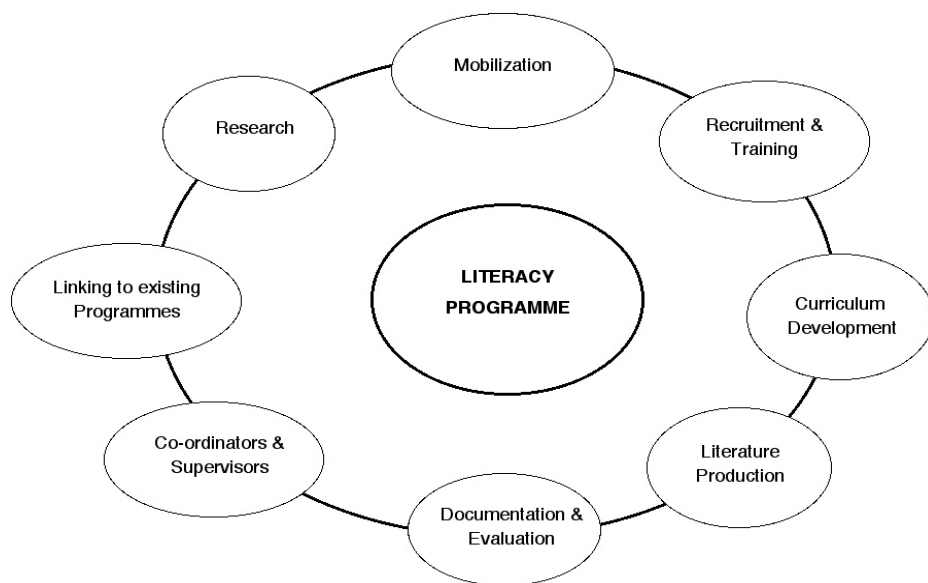 Mobilization
Research
Recruitment &
Training
Linking to existing
Programmes
LITERACY
PROGRAMME
Curriculum
Development
Co-ordinators &
Supervisors
Literature
Production
Documentation &
Evaluation